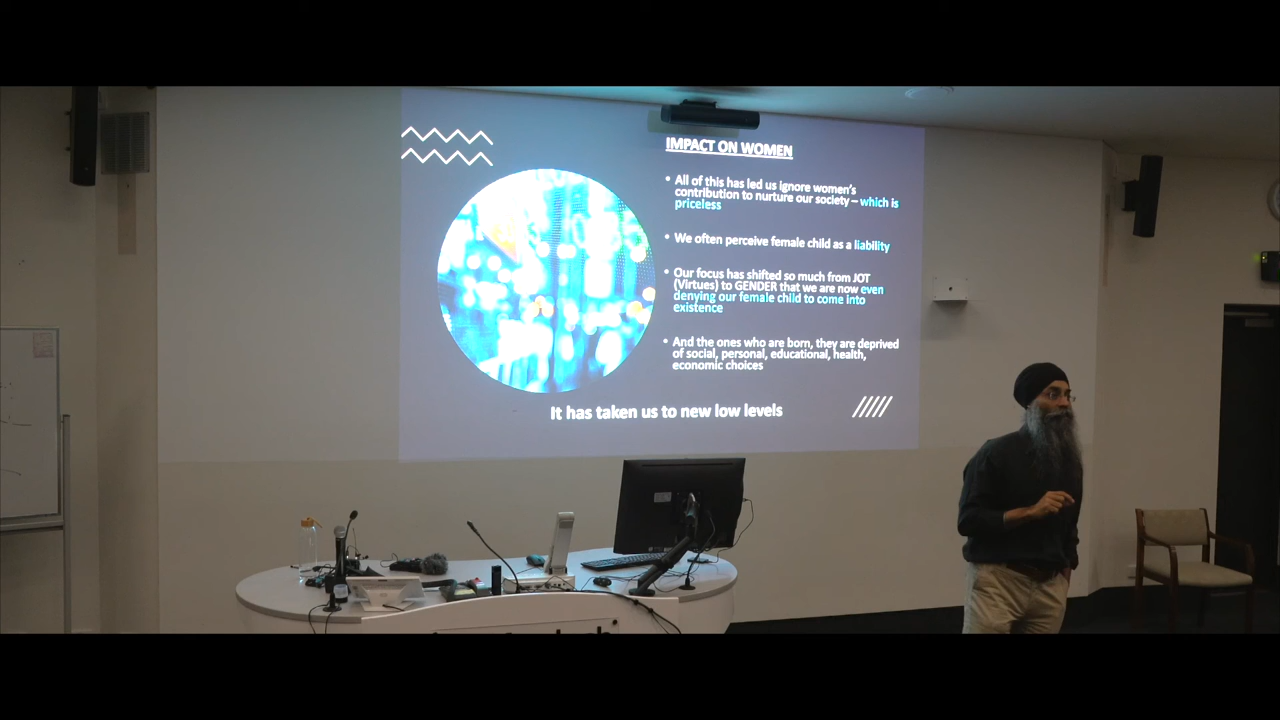 IMPACT ON WOMEN
• All of this has led us ignore women's
contribution to nurture our society – which is
priceless
• We often perceive female child as a liability
• Our focus has shifted so much from JOT
(Virtues) to GENDER that we are now even
denying our female child to come into
existence
• And the ones who are born, they are deprived
of social, personal, educational, health,
economic choices
It has taken us to new low levels